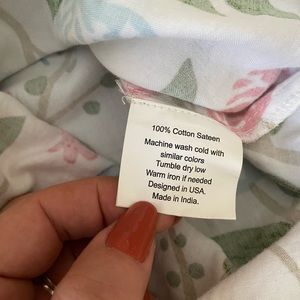 100% Cotton Sateen
Machine wash cold with
similar colors
Tumble dry low
Warm iron if needed
Designed in USA.
Made in India.